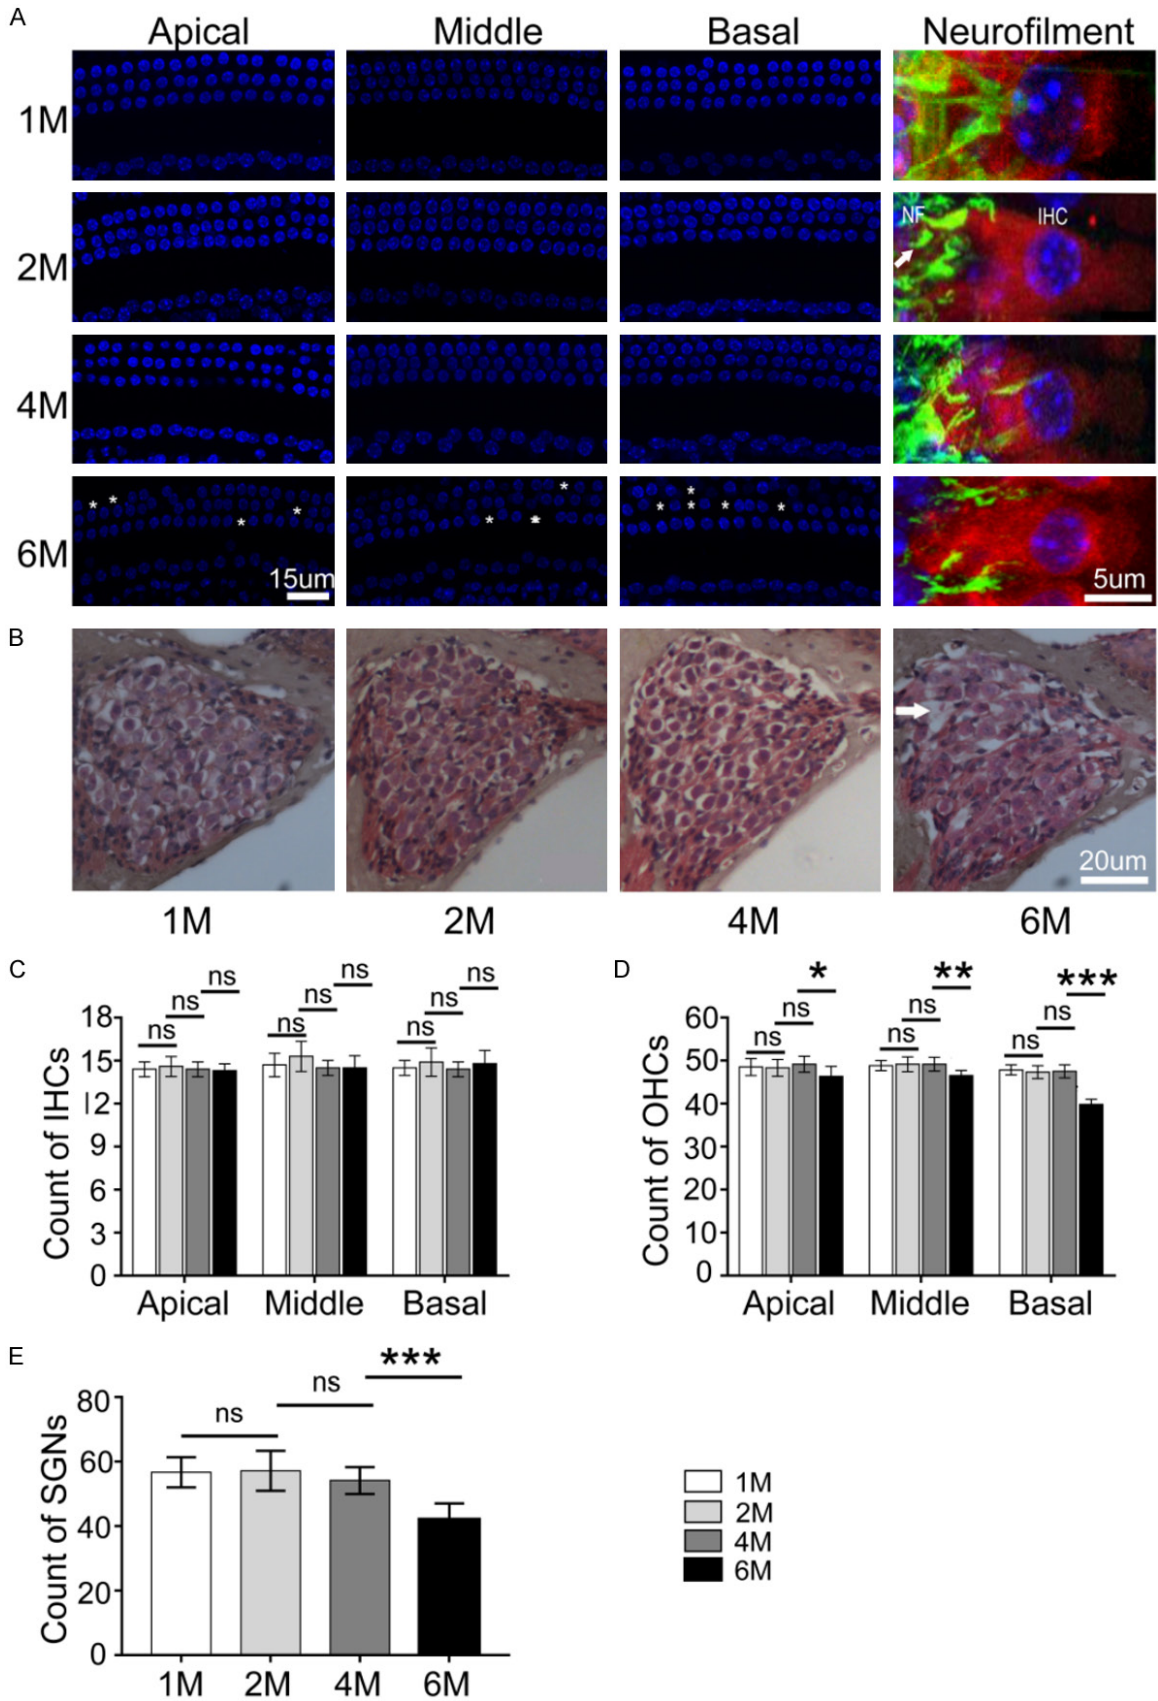 A
Apical Middle Basal Neurofilment
1M
2M
NF IHC
4M
* * * *
* * *
* * * * *
6M
15um 5um
B
20um
1M 2M 4M 6M
C
ns ns ns
ns ns ns
ns ns ns
18
15
12
9
6
3
0
Count of IHCs
Apical Middle Basal
D
* ** ***
ns ns ns
ns ns ns
60
50
40
30
20
10
0
Count of OHCs
Apical Middle Basal
E
***
ns
ns
80
60
40
20
0
Count of SGNs
1M 2M 4M 6M
1M
2M
4M
6M